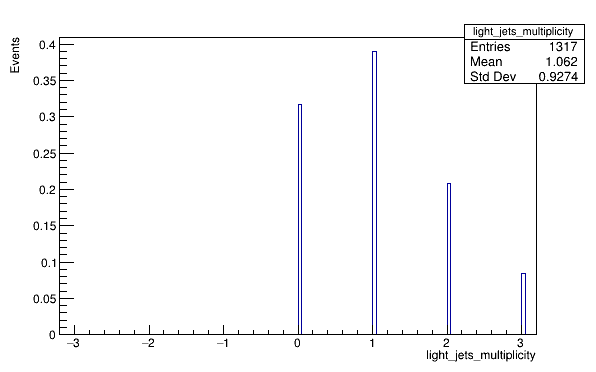 light_jets_multiplicity
Entries 1317
Mean 1.062
Std Dev 0.9274
Events
0.4
0.35
0.3
0.25
0.2
0.15
0.1
0.05
0
−3 −2 −1 0 1 2 3
light_jets_multiplicity